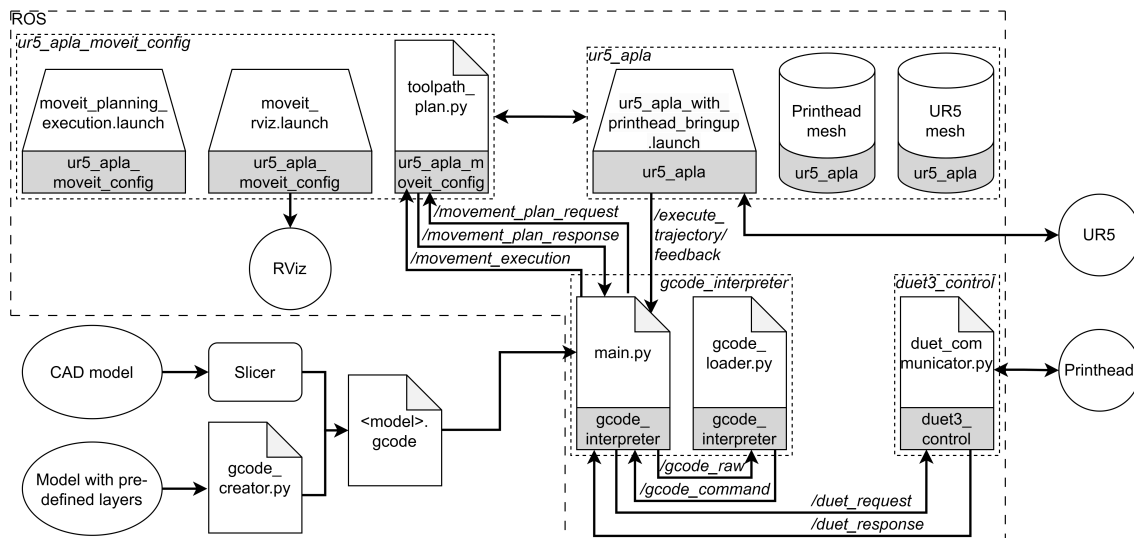 ROS
ur5_apla_moveit_config
moveit_planning_
execution.launch
ur5_apla_
moveit_config
moveit_
rviz.launch
ur5_apla_
moveit_config
toolpath_
plan.py
ur5_apla_m
oveit_config)
ur5_apla
ur5_apla_with_
printhead_bringup
.launch
ur5_apla
Printhead
mesh
ur5_apla
UR5
mesh
ur5_apla
/movement_plan_request
/movement_plan_response
/movement_execution
/execute_
trajectory/
feedback
RViz
UR5
gcode_interpreter
main.py
gcode_
interpreter
gcode_
loader.py
gcode_
interpreter
duet3_control
duet_com
municator.py
duet3_
control
Printhead
CAD model
Slicer
<model>.
gcode
Model with pre-
defined layers
gcode_
creator.py
/gcode_raw
/gcode_command
/duet_request
/duet_response